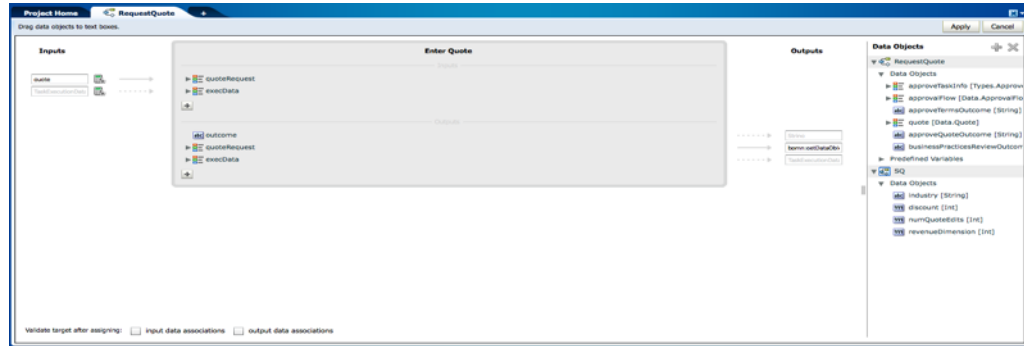 Project Home RequestQuote +
Drag data objects to text boxes.
Apply Cancel
Inputs
Enter Quote
Outputs
Data Objects
Inputs
RequestQuote
quote
quoteRequest
Data Objects
execData
approveTaskInfo [Types.Approve
approvalFlow [Data.ApprovalFlo
approveTermsOutcome [String]
Outputs
quote [Data.Quote]
outcome
String
approveQuoteOutcome [String]
quoteRequest
businessPracticesReviewOutcom
execData
Predefined Variables
SQ
Data Objects
industry [String]
discount [Int]
numQuoteEdits [Int]
revenueDimension [Int]
Validate target after assigning: input data associations output data associations